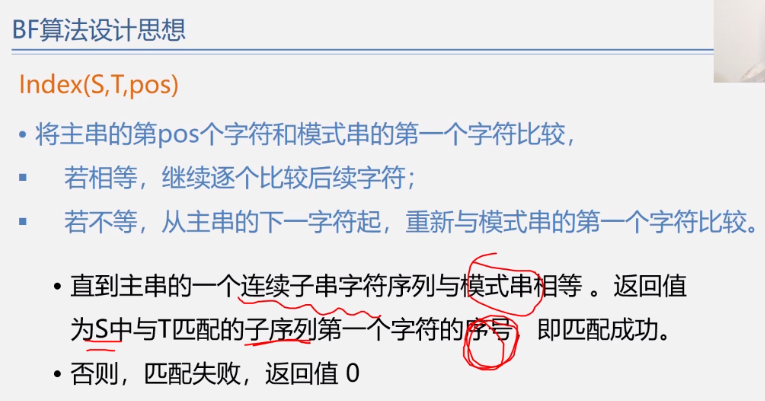 BF算法设计思想
Index(S,T,pos)
• 将主串的第pos个字符和模式串的第一个字符比较，
▪ 若相等，继续逐个比较后续字符；
▪ 若不等，从主串的下一字符起，重新与模式串的第一个字符比较。
• 直到主串的一个连续子串字符序列与模式串相等 。返回值
为S中与T匹配的子序列第一个字符的序号， 即匹配成功。
• 否则，匹配失败，返回值 0